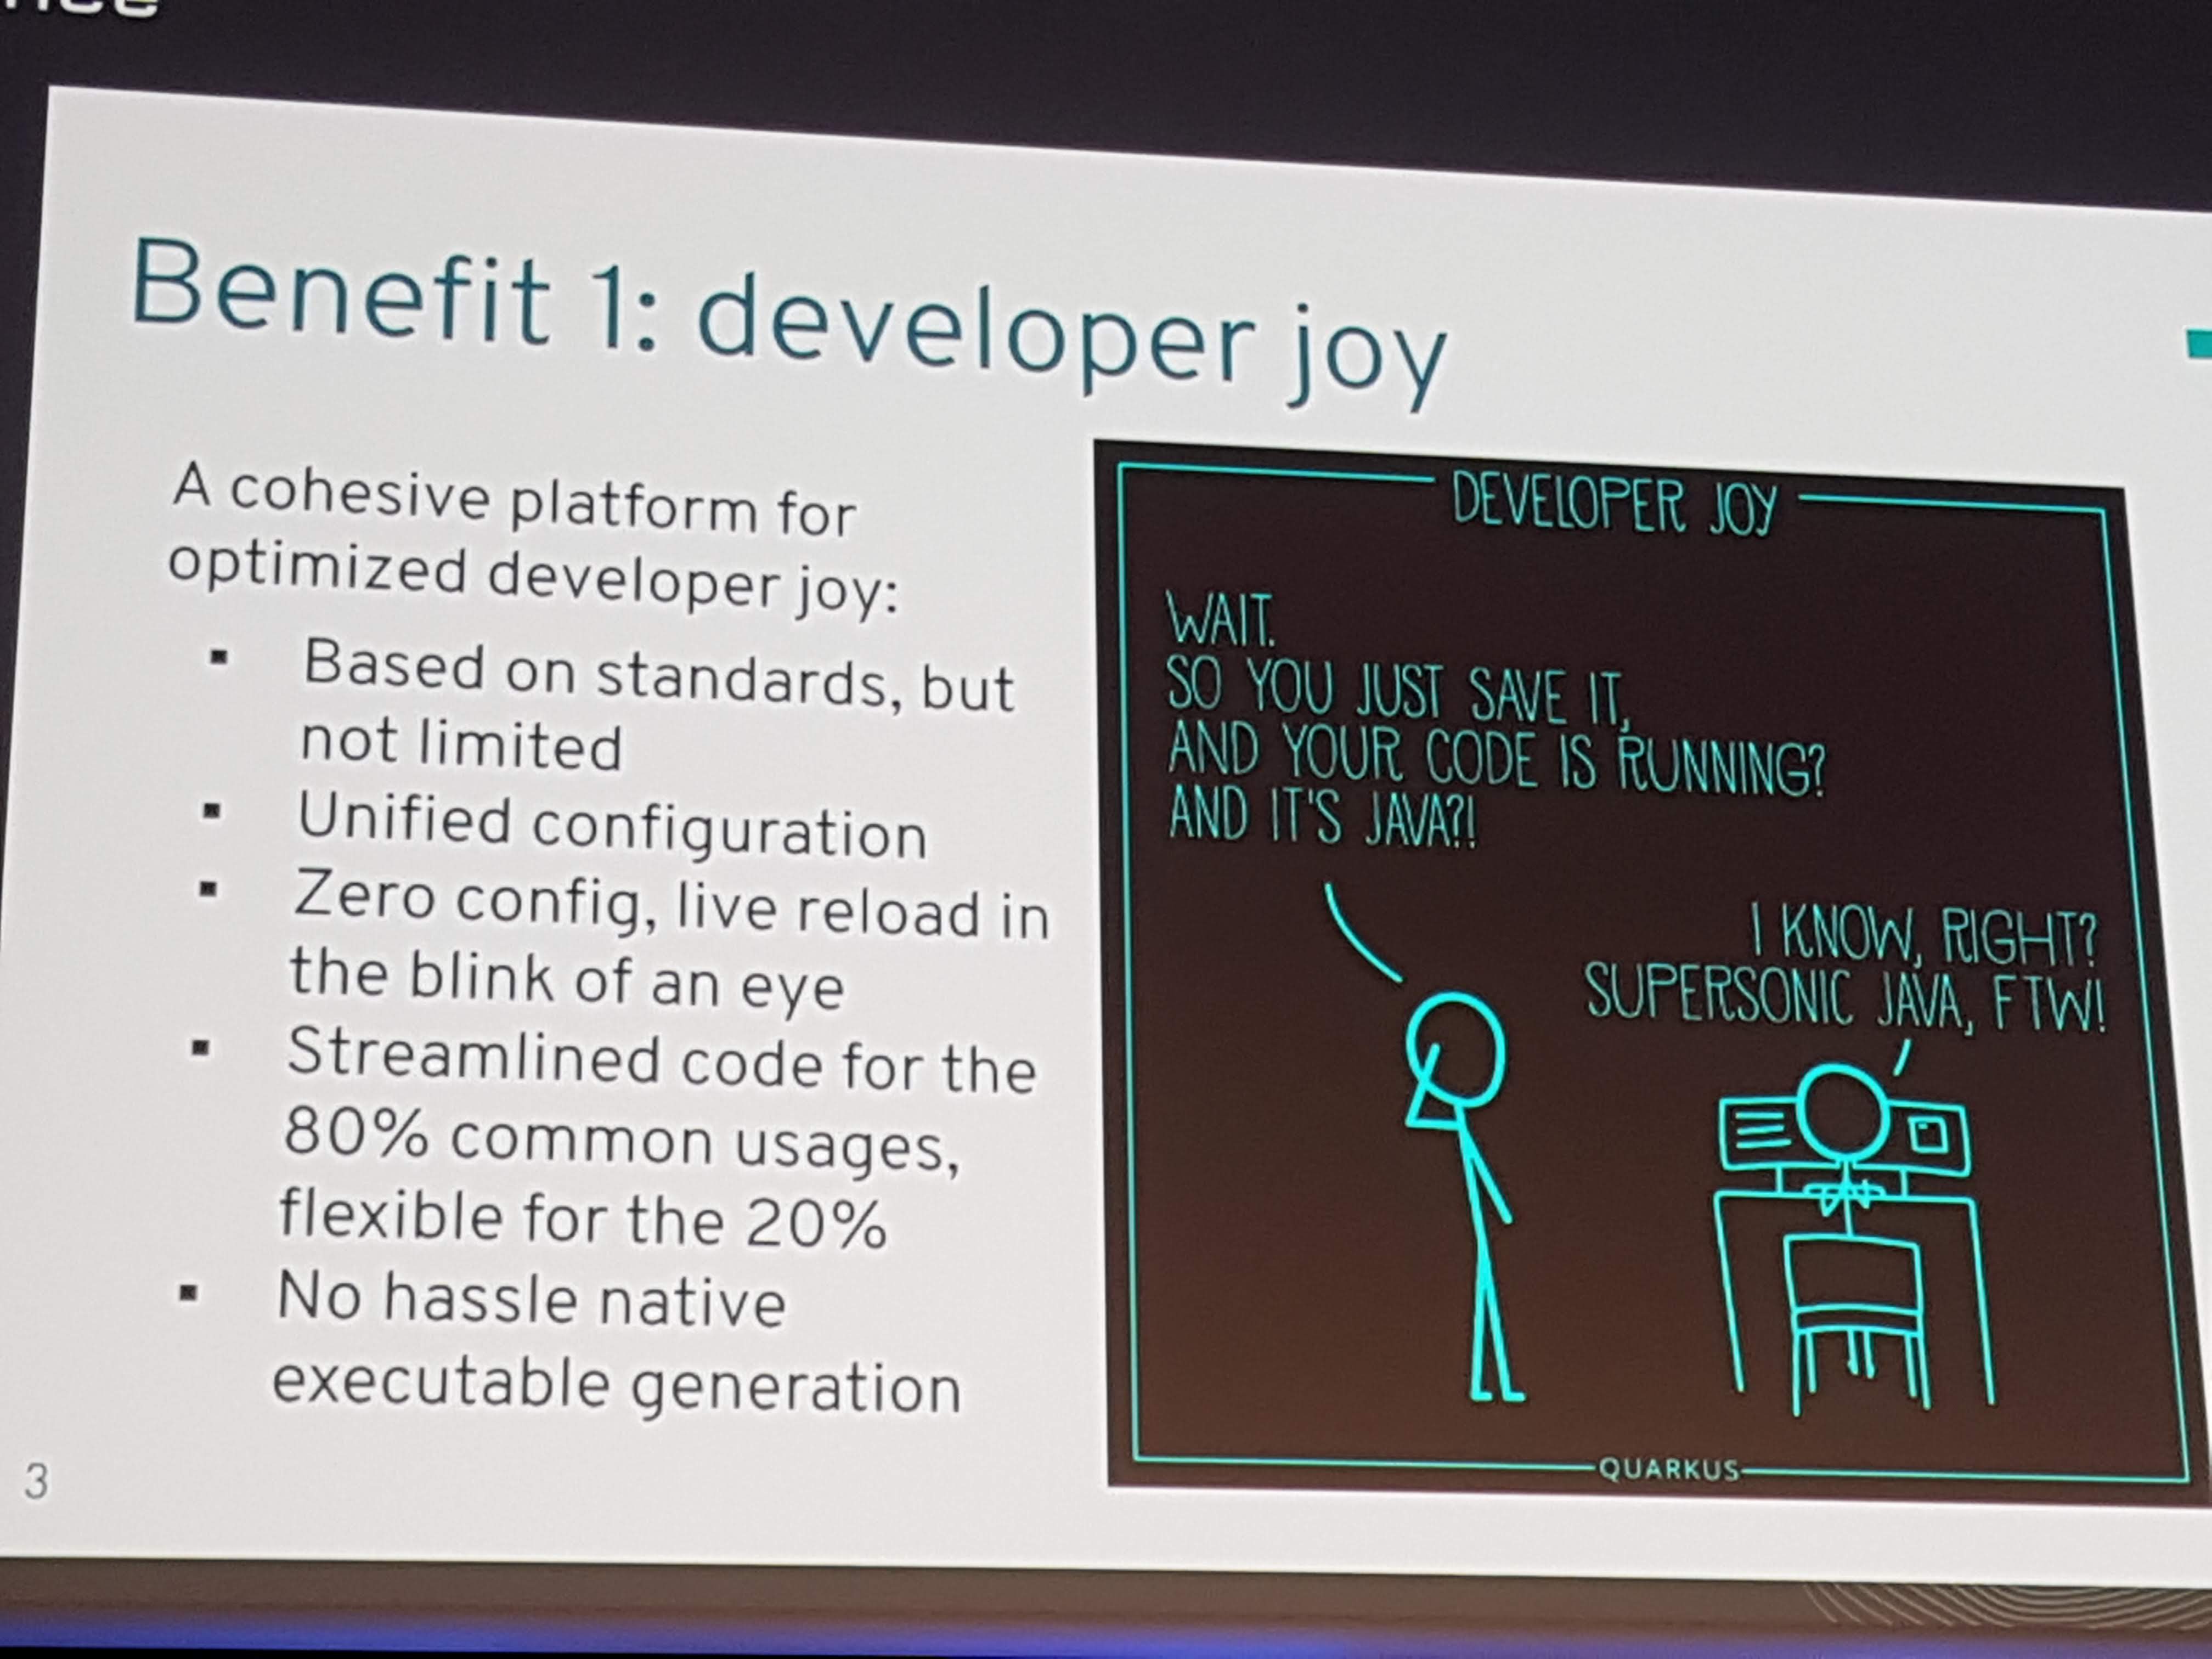 Benefit 1: developer joy
A cohesive platform for
optimized developer joy:
▪ Based on standards, but
not limited
▪ Unified configuration
▪ Zero config, live reload in
the blink of an eye
▪ Streamlined code for the
80% common usages,
flexible for the 20%
▪ No hassle native
executable generation
3
DEVELOPER JOY
WAIT.
SO YOU JUST SAVE IT,
AND YOUR CODE IS RUNNING?
AND IT'S JAVA?!
I KNOW, RIGHT?
SUPERSONIC JAVA, FTW!
QUARKUS